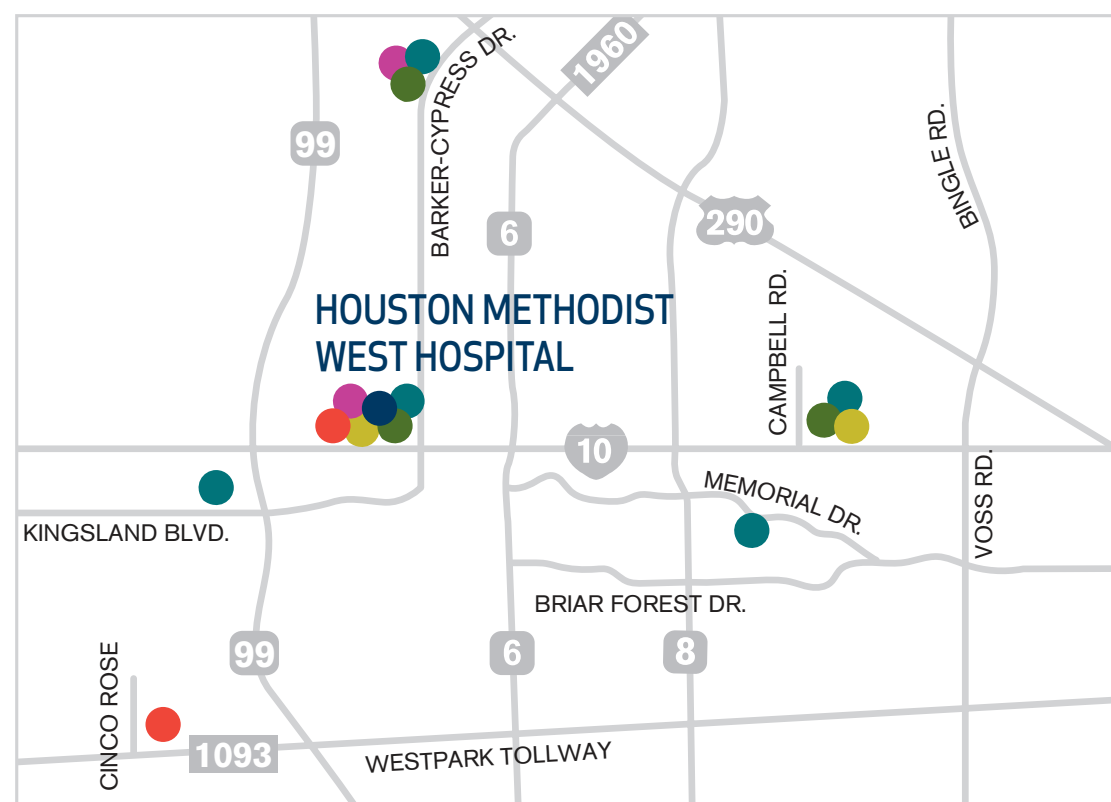 1960
BARKER-CYPRESS DR.
99
BINGLE RD.
6
290
CAMPBELL RD.
HOUSTON METHODIST
WEST HOSPITAL
10
MEMORIAL DR.
VOSS RD.
KINGSLAND BLVD.
BRIAR FOREST DR.
99
6
8
CINCO ROSE
1093
WESTPARK TOLLWAY